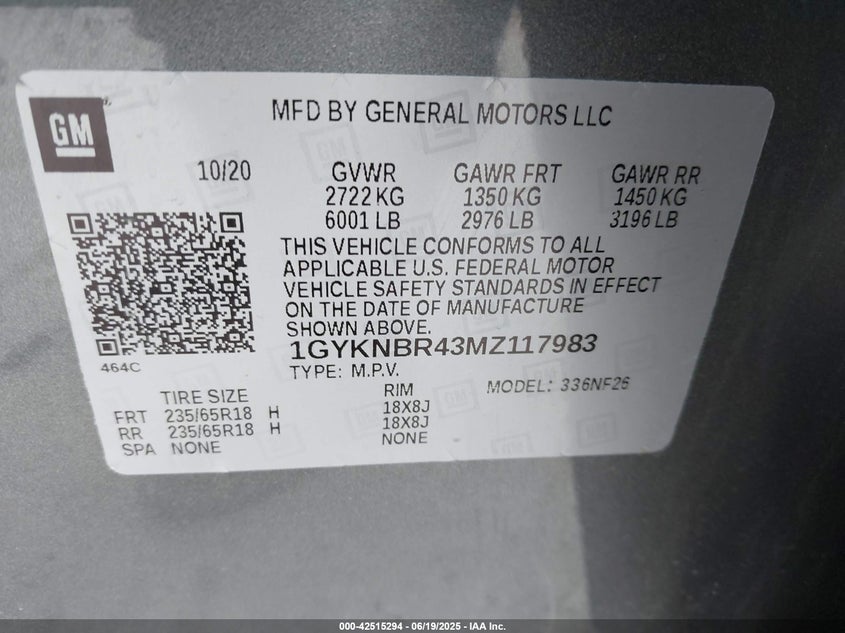 GM
MFD BY GENERAL MOTORS LLC
10/20 GVWR GAWR FRT GAWR RR
2722 KG 1350 KG 1450 KG
6001 LB 2976 LB 3196 LB
THIS VEHICLE CONFORMS TO ALL
APPLICABLE U.S. FEDERAL MOTOR
VEHICLE SAFETY STANDARDS IN EFFECT
ON THE DATE OF MANUFACTURE
SHOWN ABOVE.
1GYKNBR43MZ117983
464C
TYPE: M.P.V. MODEL: 336NF26
TIRE SIZE RIM
FRT 235/65R18 H 18X8J
RR 235/65R18 H 18X8J
SPA NONE NONE
000-42515294 - 06/19/2025 - IAA Inc.